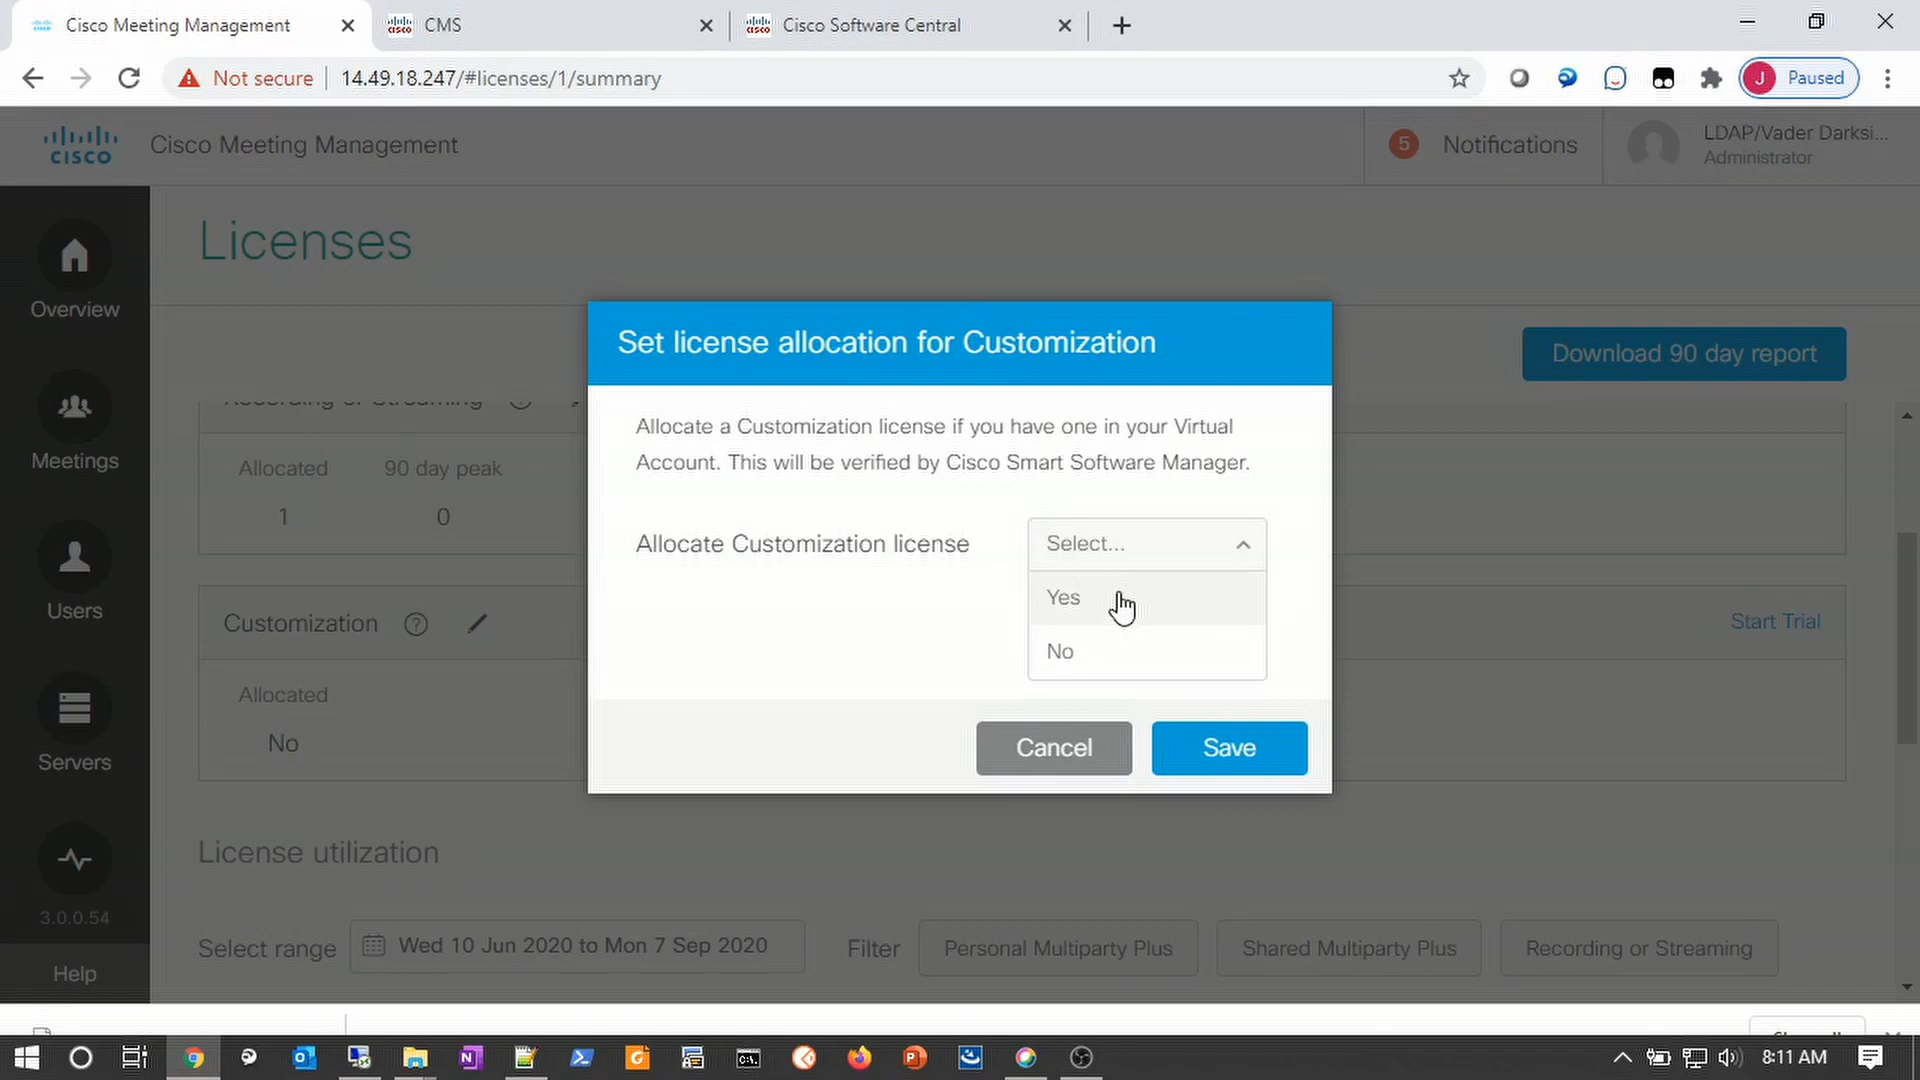 Cisco Meeting Management
CMS
Cisco Software Central
Not secure
14.49.18.247/#licenses/1/summary
J Paused
CISCO
Cisco Meeting Management
5 Notifications
LDAP/Vader Darksi...
Administrator
Licenses
Overview
Meetings
Users
Servers
3.0.0.54
Help
Download 90 day report
Recording or Streaming
Allocated 90 day peak
1 0
Customization ?
Start Trial
Allocated
No
Set license allocation for Customization
Allocate a Customization license if you have one in your Virtual
Account. This will be verified by Cisco Smart Software Manager.
Allocate Customization license
Select...
Yes
No
Cancel
Save
License utilization
Select range
Wed 10 Jun 2020 to Mon 7 Sep 2020
Filter
Personal Multiparty Plus
Shared Multiparty Plus
Recording or Streaming
8:11 AM